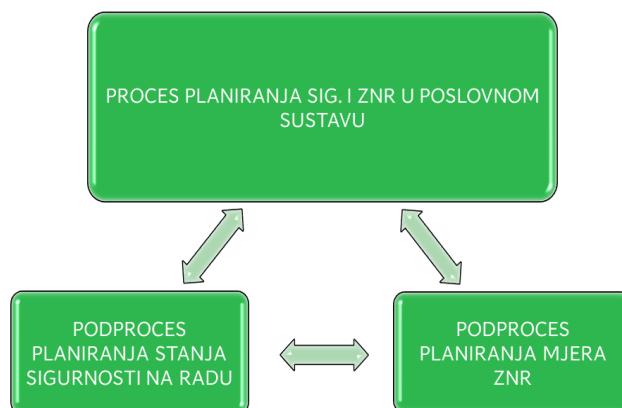 PROCES PLANIRANJA SIG. I ZNR U POSLOVNOM
SUSTAVU
PODPROCES
PLANIRANJA STANJA
SIGURNOSTI NA RADU
PODPROCES
PLANIRANJA MJERA
ZNR